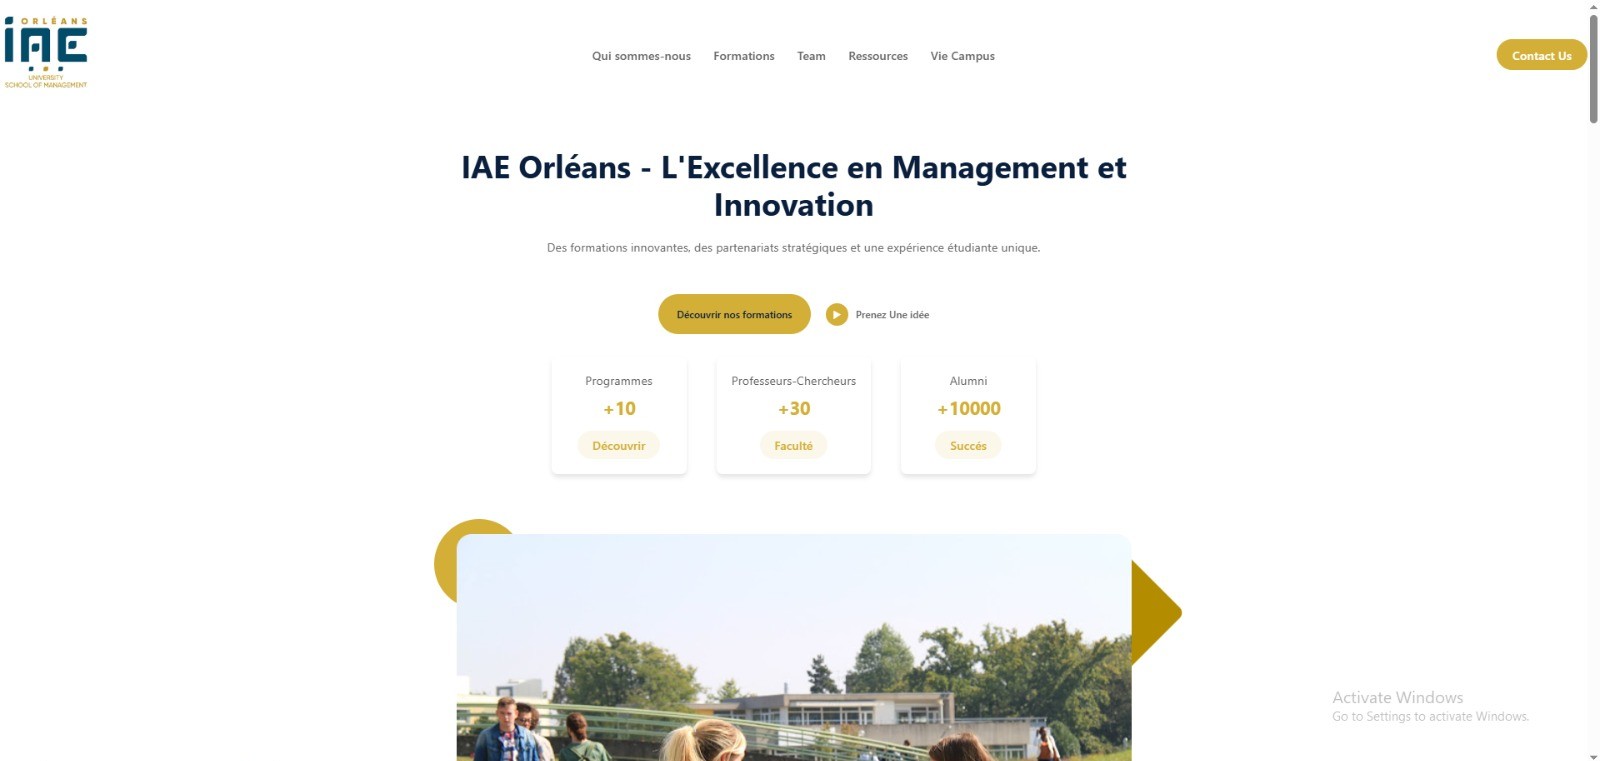 ORLÉANS
iAE
UNIVERSITY
SCHOOL OF MANAGEMENT
Qui sommes-nous Formations Team Ressources Vie Campus
Contact Us
IAE Orléans - L'Excellence en Management et
Innovation
Des formations innovantes, des partenariats stratégiques et une expérience étudiante unique.
Découvrir nos formations
Prenez Une idée
Programmes
+10
Découvrir
Professeurs-Chercheurs
+30
Faculté
Alumni
+10000
Succés
Activate Windows
Go to Settings to activate Windows.